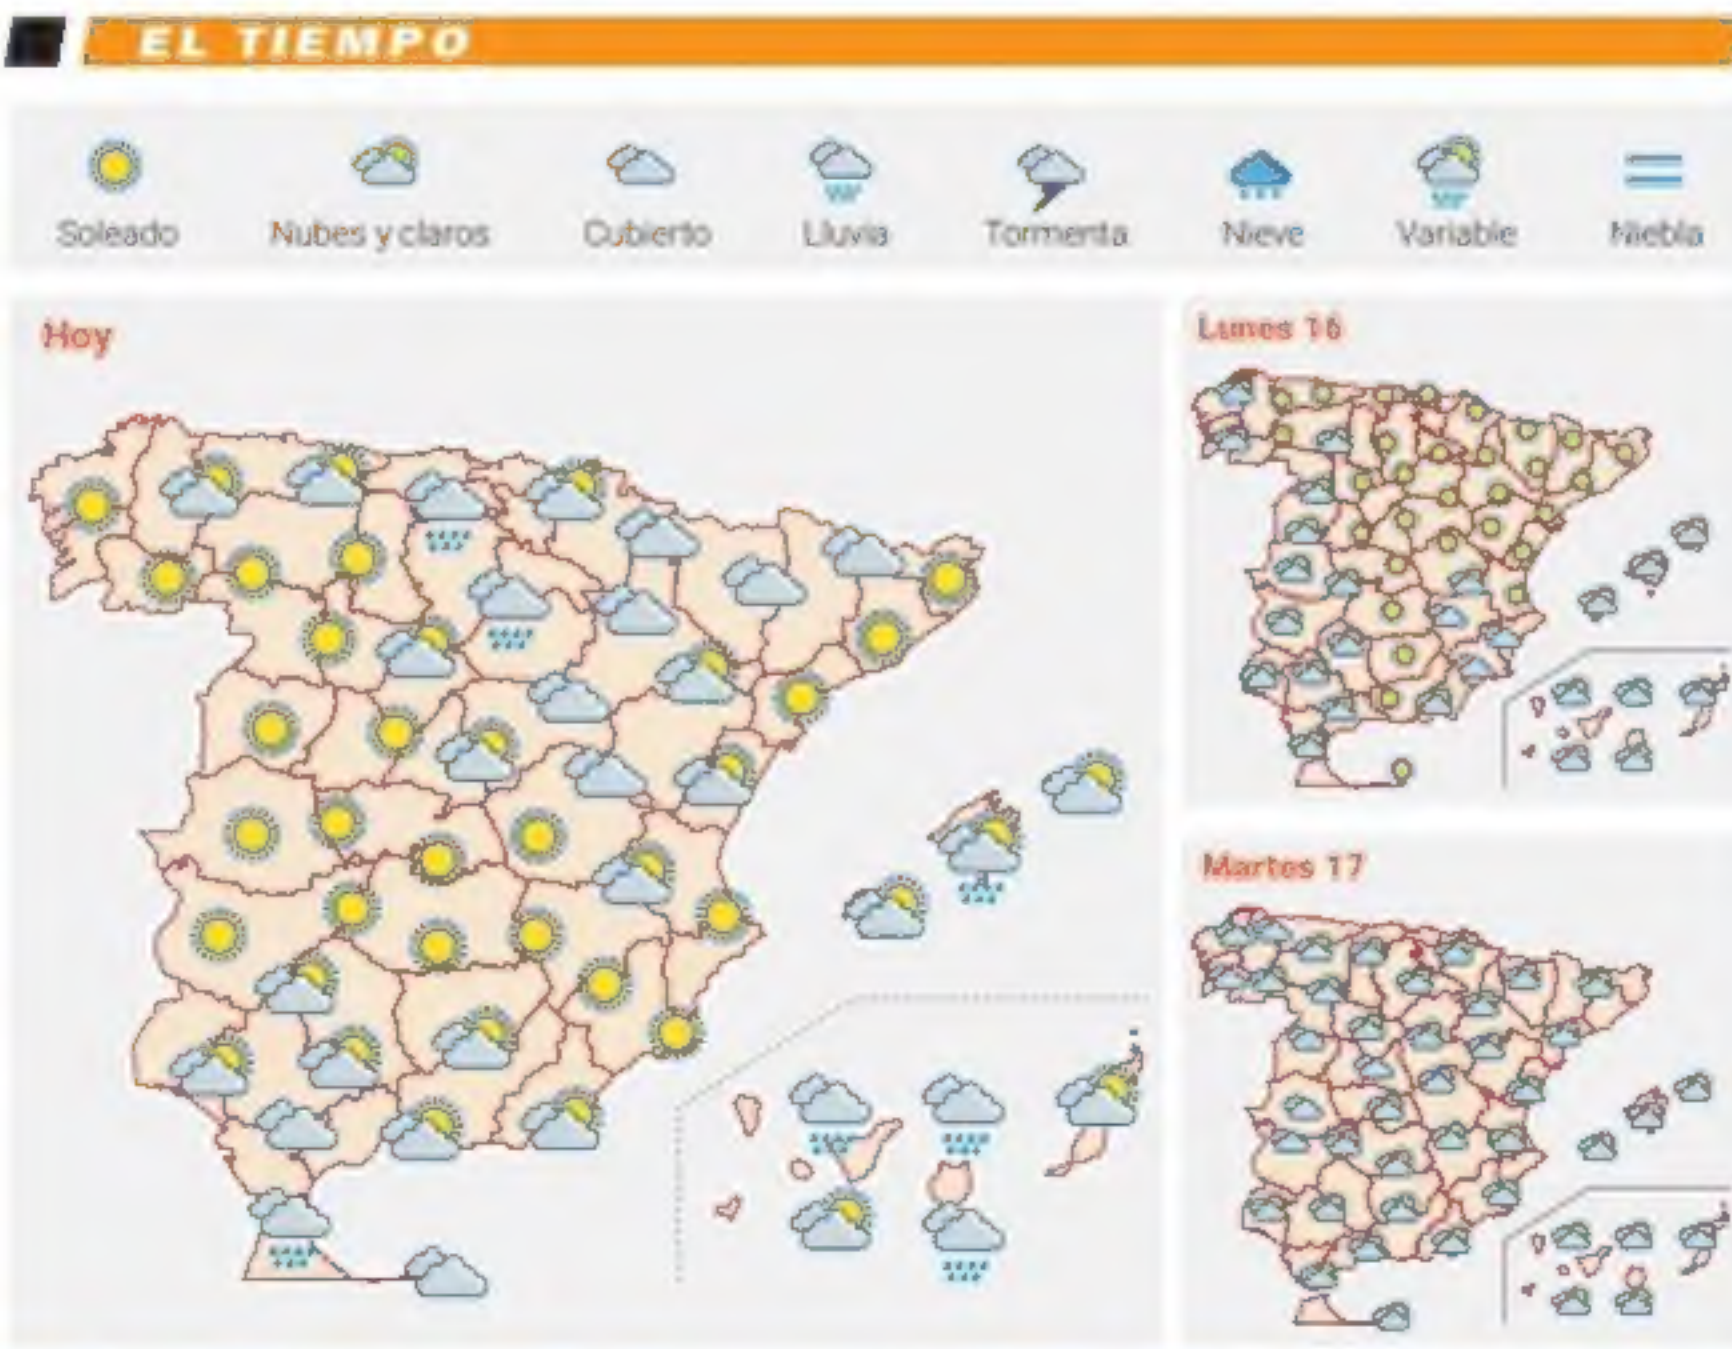 EL TIEMPO
Soleado Nubes y claros Cubierto Lluvia Tormenta Nieve Variable Niebla
Hoy
Lunes 16
Martes 17